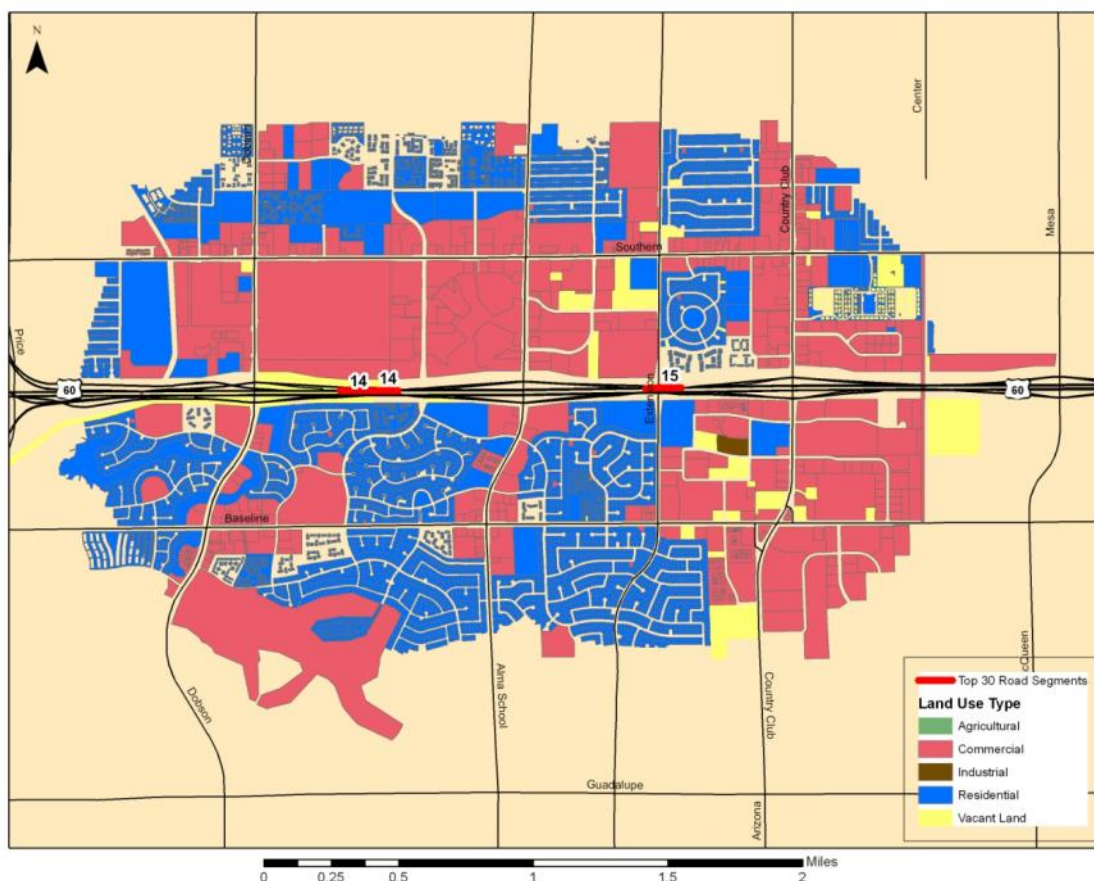 N
Center
Dobson
Country Club
Mesa
Southern
Price
14 14
15
60
60
Extension
Baseline
Dobson
Alma School
Country Club
cQueen
Guadalupe
Arizona
Top 30 Road Segments
Land Use Type
Agricultural
Commercial
Industrial
Residential
Vacant Land
Miles
0 0.25 0.5 1 1.5 2